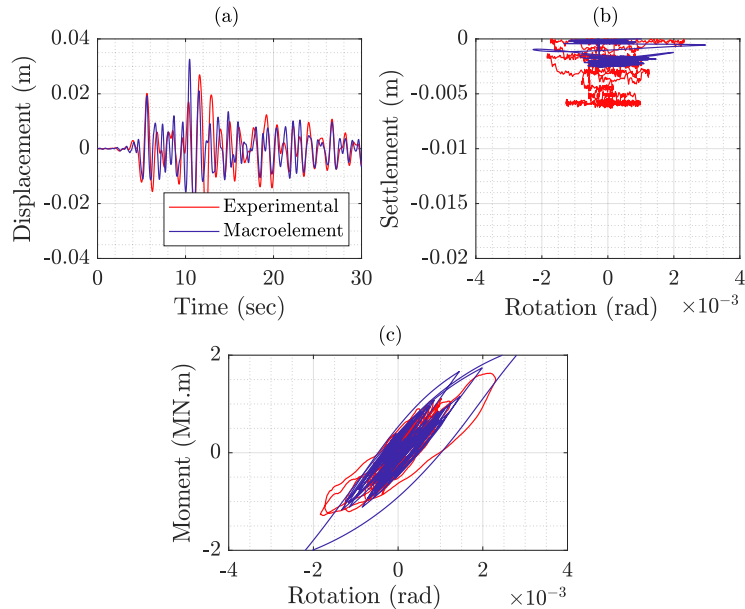 (a)
0.04
0.02
0
-0.02
-0.04
Displacement (m)
Experimental
Macroelement
0 10 20 30
Time (sec)
(b)
0
-0.005
-0.01
-0.015
-0.02
Settlement (m)
-4 -2 0 2 4
Rotation (rad) ×10⁻³
(c)
2
0
-2
Moment (MN.m)
-4 -2 0 2 4
Rotation (rad) ×10⁻³